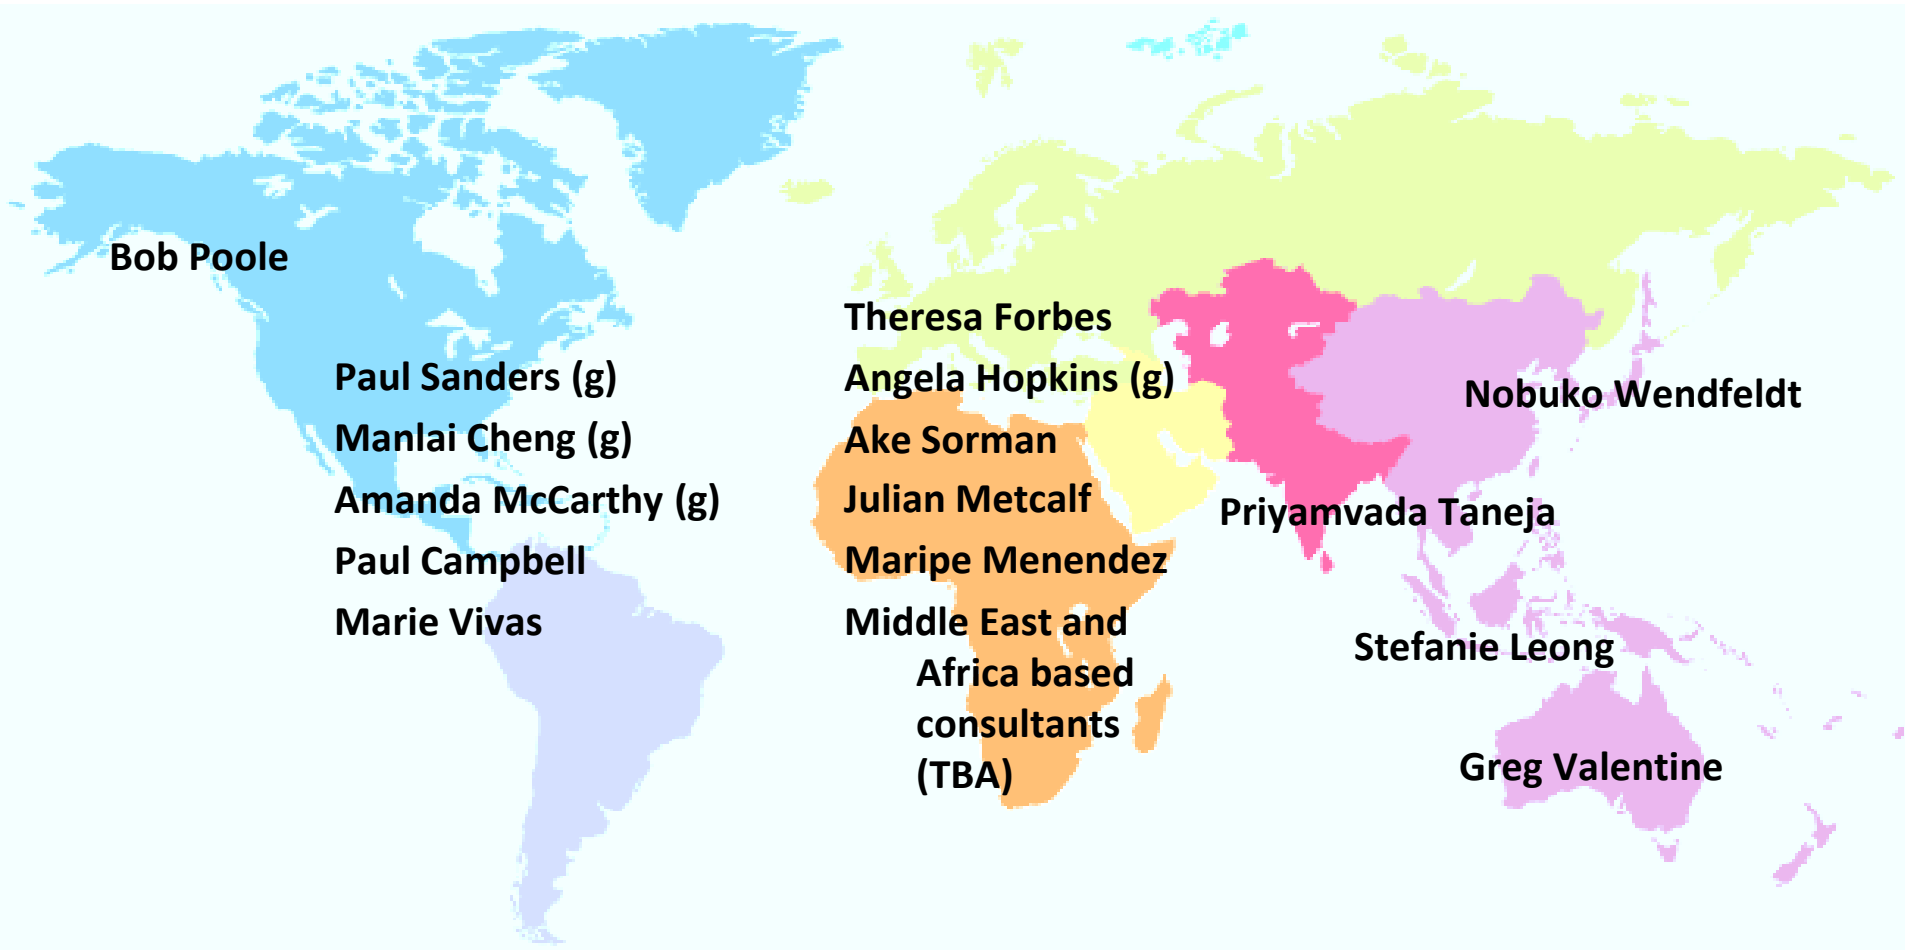 Bob Poole
Paul Sanders (g)
Manlai Cheng (g)
Amanda McCarthy (g)
Paul Campbell
Marie Vivas
Theresa Forbes
Angela Hopkins (g)
Ake Sorman
Julian Metcalf
Maripe Menendez
Middle East and
Africa based
consultants
(TBA)
Nobuko Wendfeldt
Priyamvada Taneja
Stefanie Leong
Greg Valentine